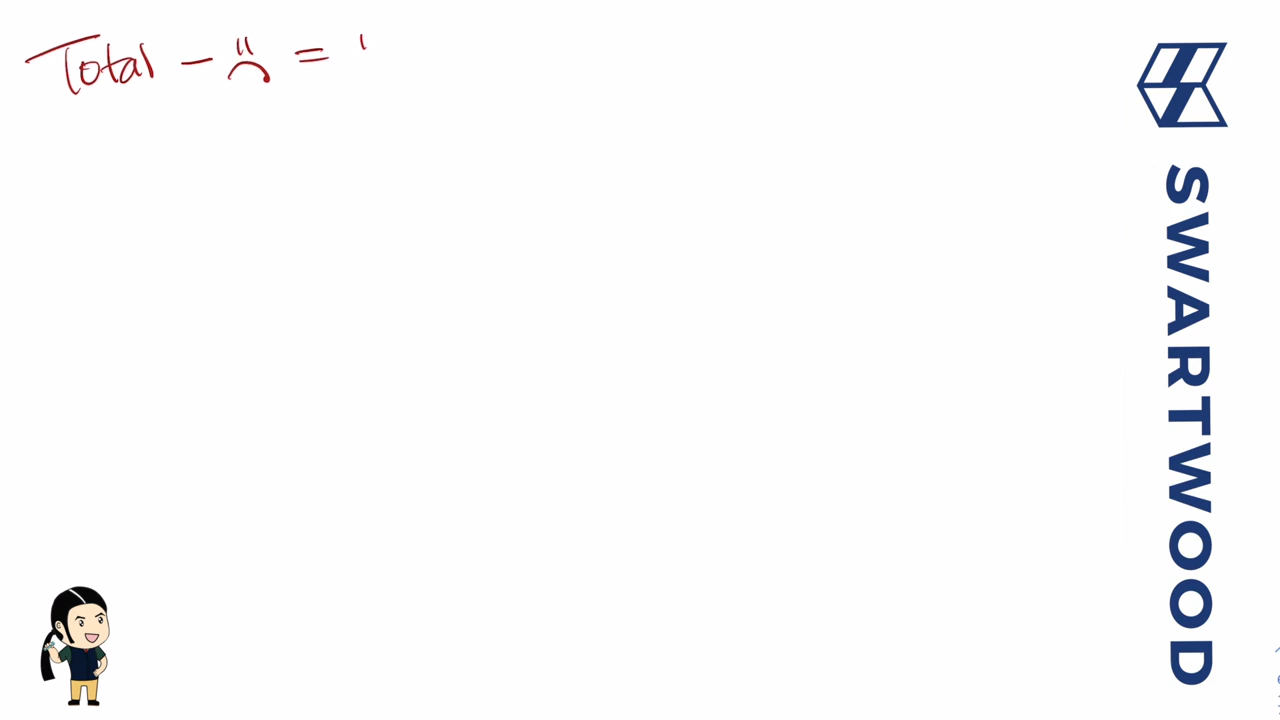 Total - :( = '
SWARTWOOD